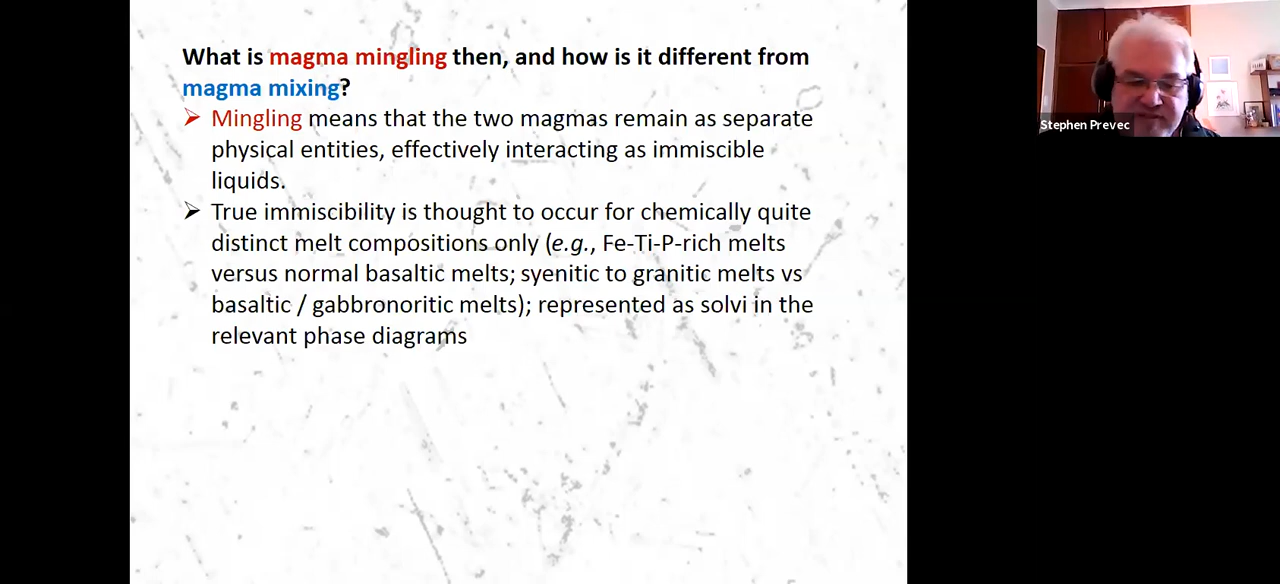 What is magma mingling then, and how is it different from
magma mixing?
➢ Mingling means that the two magmas remain as separate
physical entities, effectively interacting as immiscible
liquids.
➢ True immiscibility is thought to occur for chemically quite
distinct melt compositions only (e.g., Fe-Ti-P-rich melts
versus normal basaltic melts; syenitic to granitic melts vs
basaltic / gabbronoritic melts); represented as solvi in the
relevant phase diagrams
Stephen Prevec